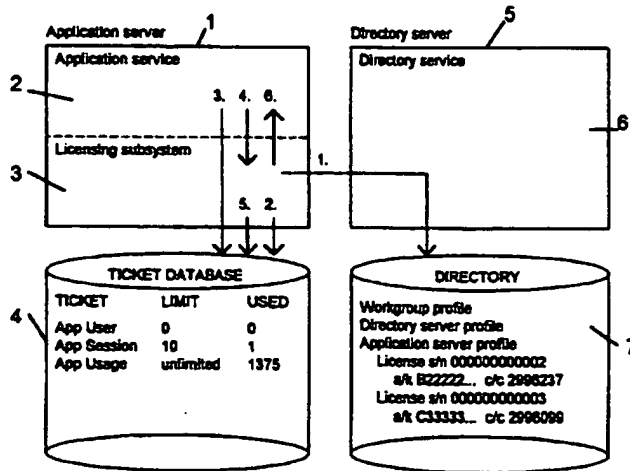 1
5
Application server
Directory server
Application service
Directory service
2
3. 4. 6.
6
Licensing subsystem
1.
3
5. 2.
TICKET DATABASE
DIRECTORY
TICKET LIMIT USED
App User 0 0
App Session 10 1
App Usage unlimited 1375
4
Workgroup profile
Directory server profile
Application server profile
License s/n 000000000002
a/k B22222... c/c 2996237
License s/n 000000000003
a/k C33333... c/c 2996099
7